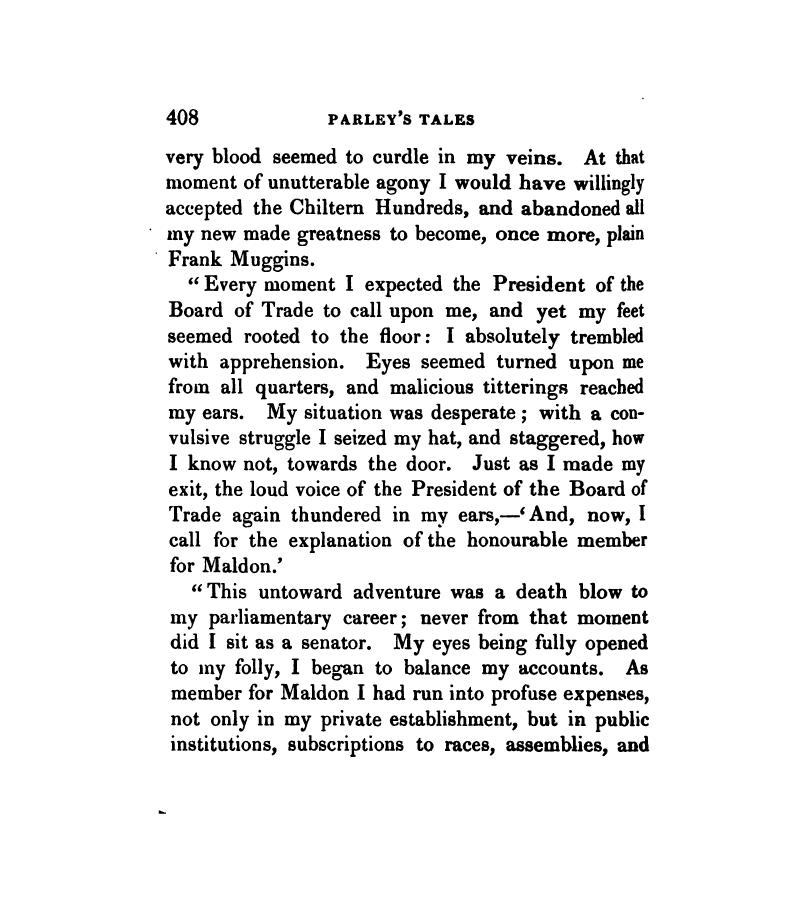 408 PARLEY'S TALES
very blood seemed to curdle in my veins. At that
moment of unutterable agony I would have willingly
accepted the Chiltern Hundreds, and abandoned all
my new made greatness to become, once more, plain
Frank Muggins.
“Every moment I expected the President of the
Board of Trade to call upon me, and yet my feet
seemed rooted to the floor: I absolutely trembled
with apprehension. Eyes seemed turned upon me
from all quarters, and malicious titterings reached
my ears. My situation was desperate; with a con-
vulsive struggle I seized my hat, and staggered, how
I know not, towards the door. Just as I made my
exit, the loud voice of the President of the Board of
Trade again thundered in my ears,—‘And, now, I
call for the explanation of the honourable member
for Maldon.’
“This untoward adventure was a death blow to
my parliamentary career; never from that moment
did I sit as a senator. My eyes being fully opened
to my folly, I began to balance my accounts. As
member for Maldon I had run into profuse expenses,
not only in my private establishment, but in public
institutions, subscriptions to races, assemblies, and